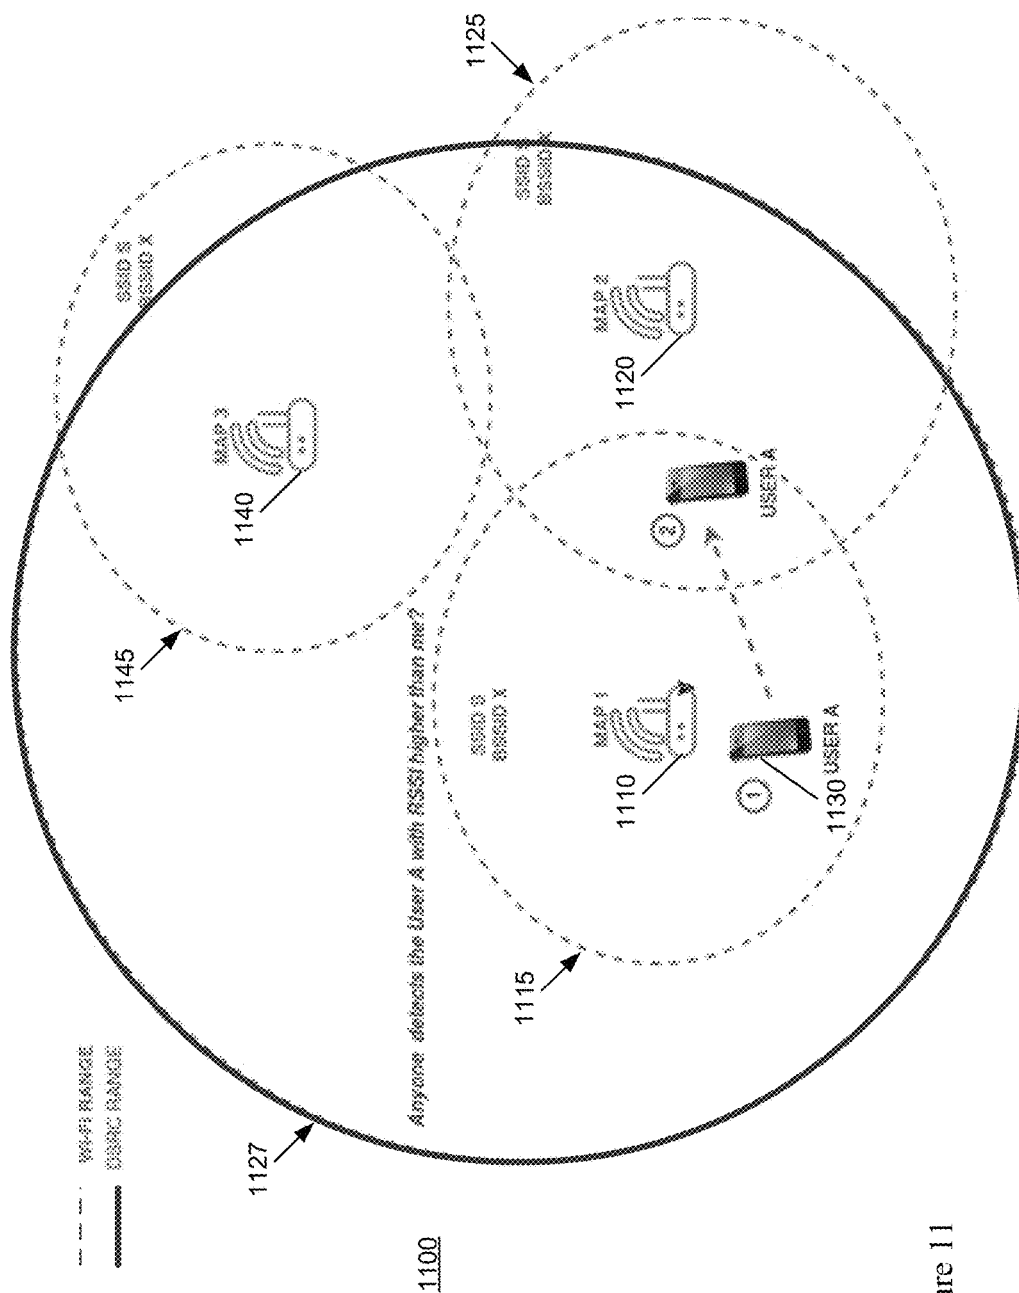 WI-FI RANGE
DSRC RANGE
1100
1127
1145
MAP 3
1140
SSID S
BSSID X
Anyone detects the User A with RSSI higher than me?
1115
SSID S
BSSID X
MAP 1
1110
1
1130
USER A
2
USER A
MAP 2
1120
SSID
BSSID X
1125
ure 11